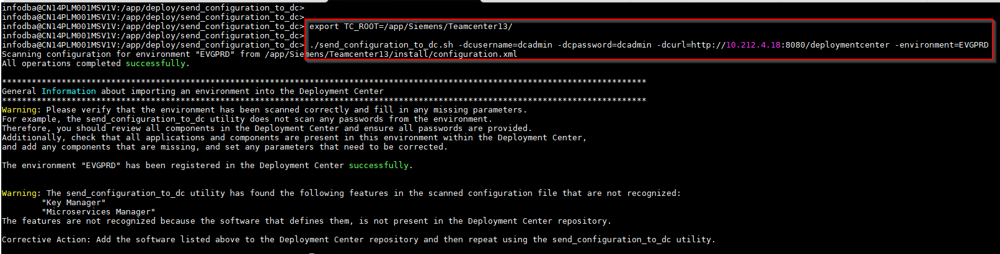 infodba@CN14PLM001MSV1V:/app/deploy/send_configuration_to_dc>
infodba@CN14PLM001MSV1V:/app/deploy/send_configuration_to_dc>
infodba@CN14PLM001MSV1V:/app/deploy/send_configuration_to_dc> export TC_ROOT=/app/Siemens/Teamcenter13/
infodba@CN14PLM001MSV1V:/app/deploy/send_configuration_to_dc>
infodba@CN14PLM001MSV1V:/app/deploy/send_configuration_to_dc> ./send_configuration_to_dc.sh -dcusername=dcadmin -dcpassword=dcadmin -dcurl=http://10.212.4.18:8080/deploymentcenter -environment=EVGPRD
Scanning configuration for environment "EVGPRD" from /app/Siemens/Teamcenter13/install/configuration.xml
All operations completed successfully.
**********************************************************************************************************************************
General Information about importing an environment into the Deployment Center
**********************************************************************************************************************************
Warning: Please verify that the environment has been scanned correctly and fill in any missing parameters.
For example, the send_configuration_to_dc utility does not scan any passwords from the environment.
Therefore, you should review all components in the Deployment Center and ensure all passwords are provided.
Additionally, check that all applications and components are present in this environment within the Deployment Center,
and add any components that are missing, and set any parameters that need to be corrected.
The environment "EVGPRD" has been registered in the Deployment Center successfully.
Warning: The send_configuration_to_dc utility has found the following features in the scanned configuration file that are not recognized:
"Key Manager"
"Microservices Manager"
The features are not recognized because the software that defines them, is not present in the Deployment Center repository.
Corrective Action: Add the software listed above to the Deployment Center repository and then repeat using the send_configuration_to_dc utility.